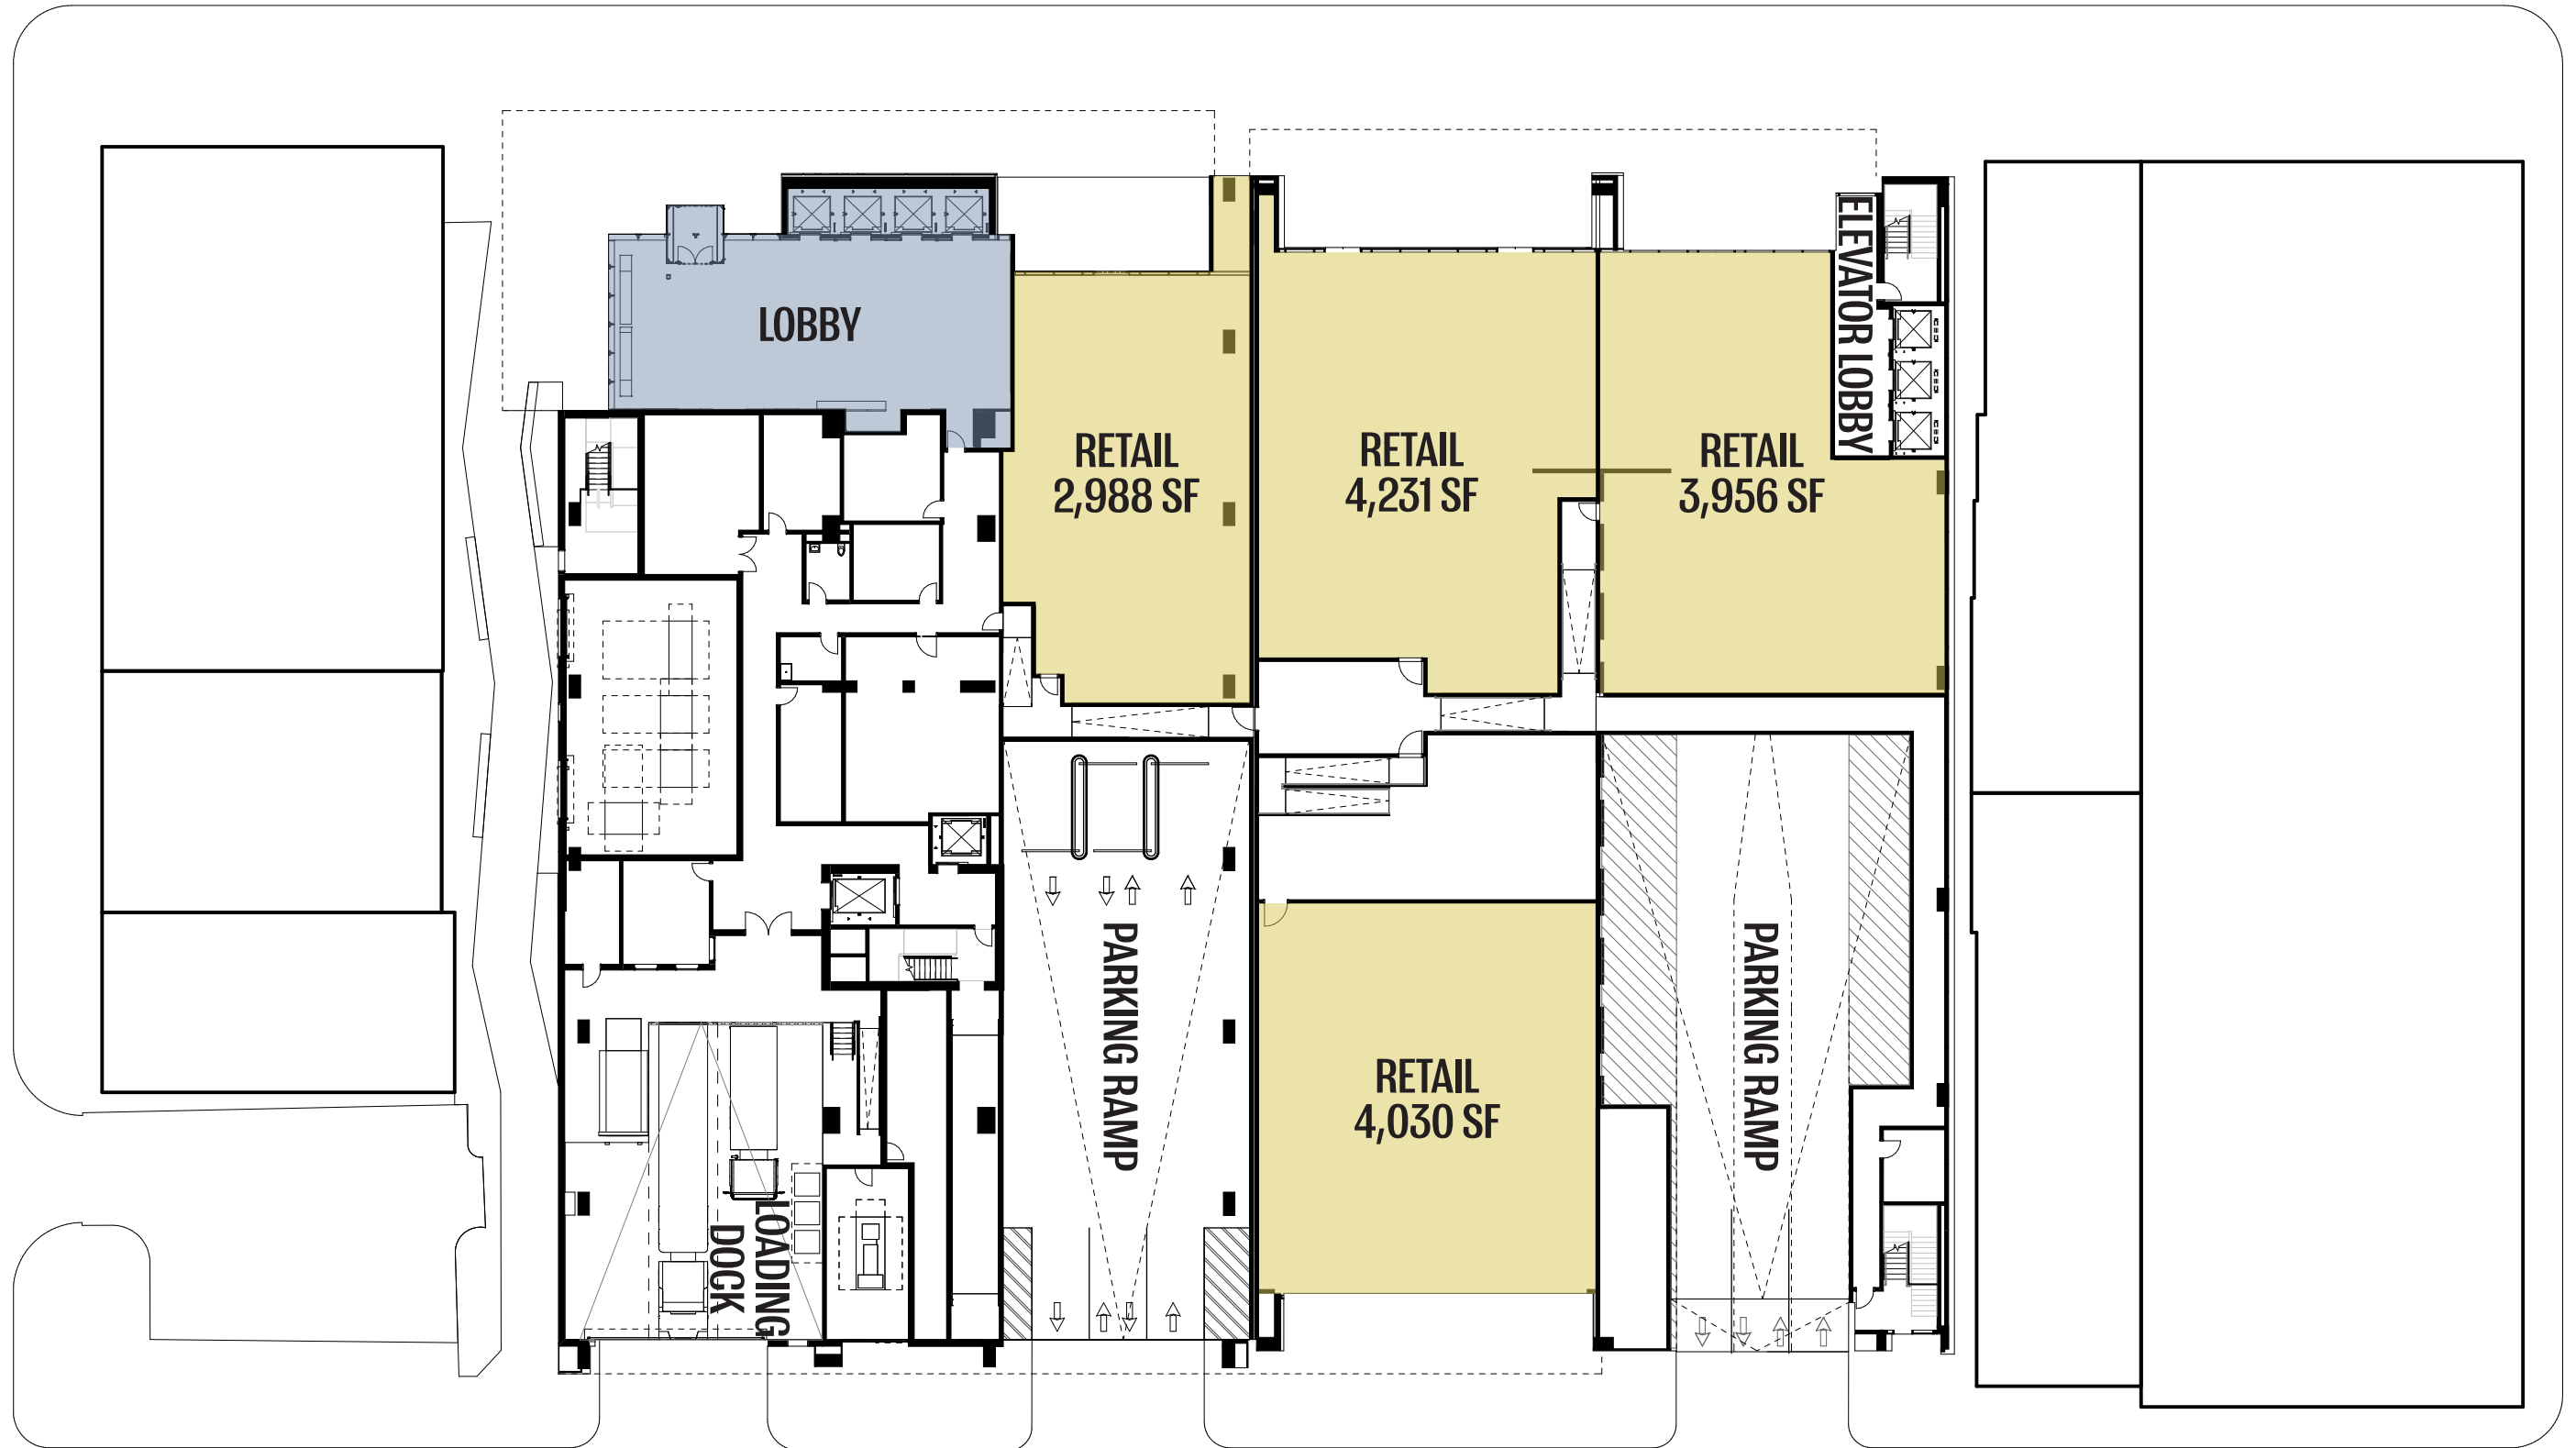 LOBBY
RETAIL
2,988 SF
RETAIL
4,231 SF
RETAIL
3,956 SF
ELEVATOR LOBBY
PARKING RAMP
PARKING RAMP
RETAIL
4,030 SF
LOADING
DOCK